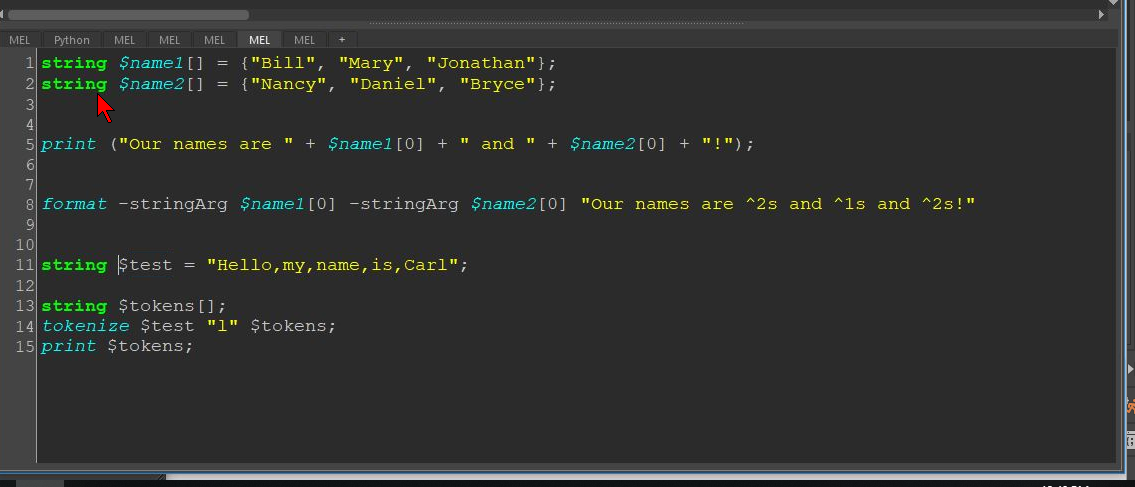 MEL Python MEL MEL MEL MEL MEL +
1 string $name1[] = {"Bill", "Mary", "Jonathan"};
2 string $name2[] = {"Nancy", "Daniel", "Bryce"};
3
4
5 print ("Our names are " + $name1[0] + " and " + $name2[0] + "!");
6
7
8 format -stringArg $name1[0] -stringArg $name2[0] "Our names are ^2s and ^1s and ^2s!"
9
10
11 string $test = "Hello,my,name,is,Carl";
12
13 string $tokens[];
14 tokenize $test "l" $tokens;
15 print $tokens;